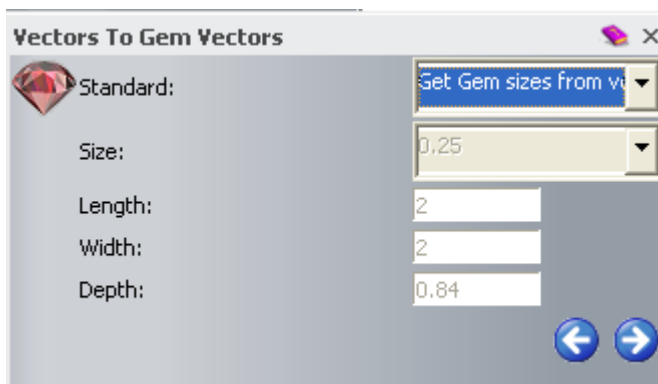 Vectors To Gem Vectors
Standard: Get Gem sizes from
Size: 0.25
Length: 2
Width: 2
Depth: 0.84